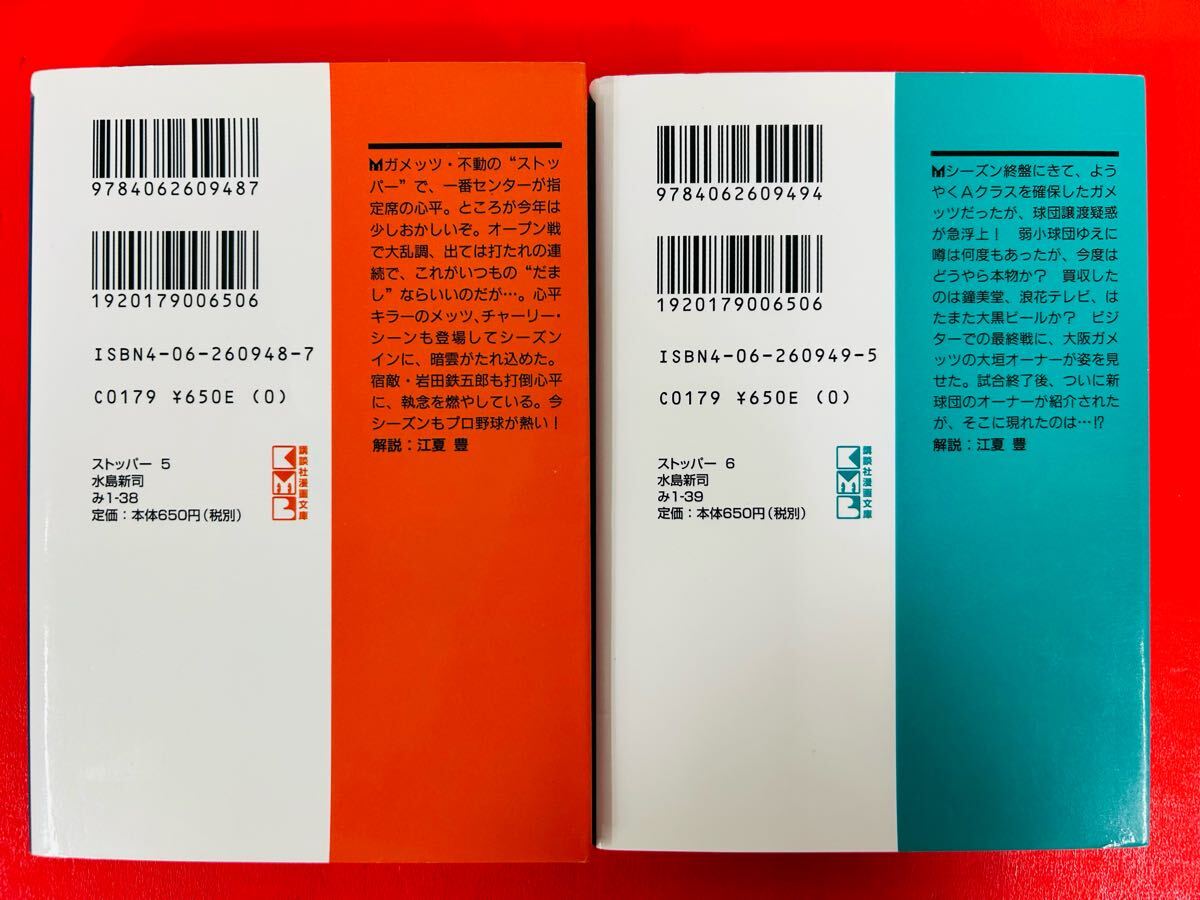 9784062609487
1920179006506
ISBN4-06-260948-7
C0179 ¥650E (0)
ストッパー 5
水島新司
み1-38
定価：本体650円（税別）
KMB
講談社漫画文庫
ガメッツ・不動の“ストッ
パー”で、一番センターが指
定席の心平。ところが今年は
少しおかしいぞ。オープン戦
で大乱調、出ては打たれの連
続で、これがいつもの“だま
し”ならいいのだが…。心平
キラーのメッツ、チャーリー・
シーンも登場してシーズン
インに、暗雲がたれ込めた。
宿敵・岩田鉄五郎も打倒心平
に、執念を燃やしている。今
シーズンもプロ野球が熱い！
解説：江夏 豊
9784062609494
1920179006506
ISBN4-06-260949-5
C0179 ¥650E (0)
ストッパー 6
水島新司
み1-39
定価：本体650円（税別）
KMB
講談社漫画文庫
シーズン終盤にきて、よう
やくAクラスを確保したガメ
ッツだったが、球団譲渡疑惑
が急浮上！　弱小球団ゆえに
噂は何度もあったが、今度は
どうやら本物か？　買収した
のは鐘美堂、浪花テレビ、は
たまた大黒ビールか？　ビジ
ターでの最終戦に、大阪ガメ
ッツの大垣オーナーが姿を見
せた。試合終了後、ついに新
球団のオーナーが紹介された
が、そこに現れたのは…!?
解説：江夏 豊